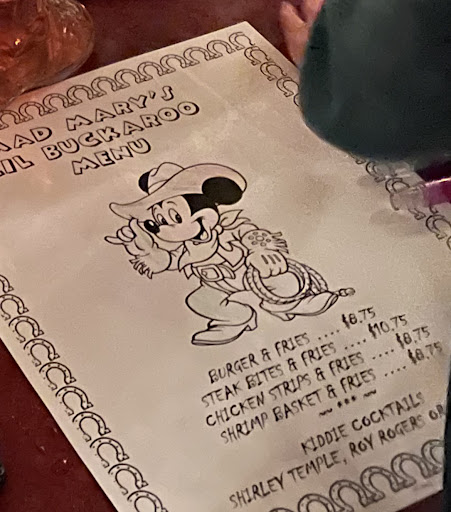 MAD MARY'S
LIL BUCKAROO
MENU
BURGER & FRIES .... $8.75
STEAK BITES & FRIES .... $10.75
CHICKEN STRIPS & FRIES .... $8.75
SHRIMP BASKET & FRIES .... $8.75
~~ *** ~~
KIDDIE COCKTAILS
SHIRLEY TEMPLE, ROY ROGERS OR